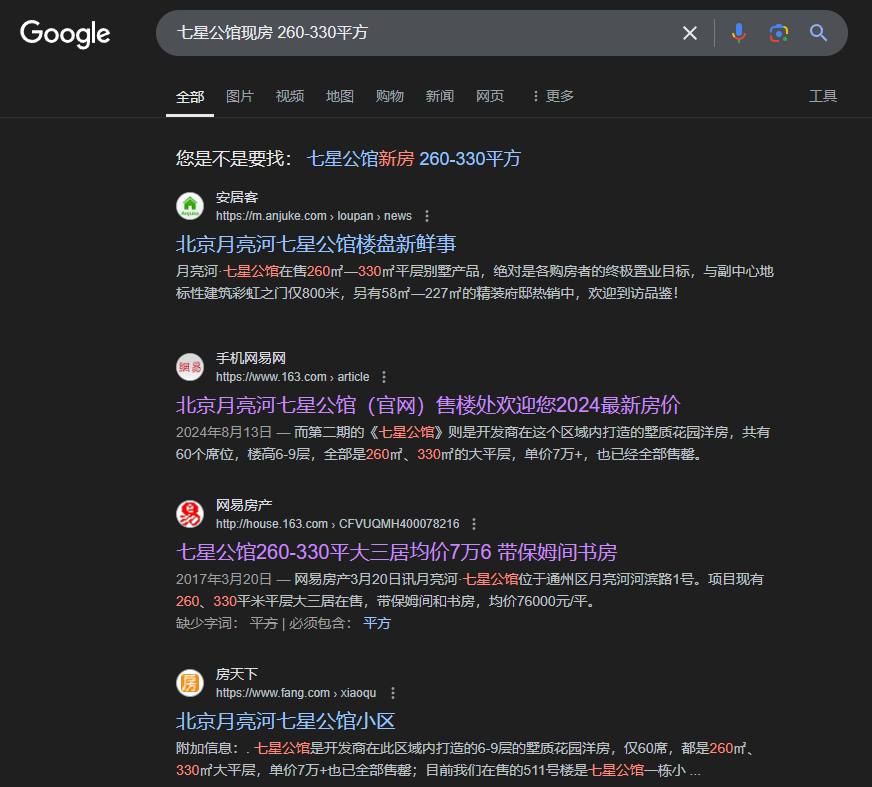 Google
七星公馆现房 260-330平方
全部 图片 视频 地图 购物 新闻 网页 更多 工具
您是不是要找： 七星公馆新房 260-330平方
安居客
Anjuke
https://m.anjuke.com › loupan › news
北京月亮河七星公馆楼盘新鲜事
月亮河·七星公馆在售260㎡—330㎡平层别墅产品，绝对是各购房者的终极置业目标，与副中心地
标性建筑彩虹之门仅800米，另有58㎡—227㎡的精装府邸热销中，欢迎到访品鉴！
手机网易网
網易
https://www.163.com › article
北京月亮河七星公馆（官网）售楼处欢迎您2024最新房价
2024年8月13日 — 而第二期的《七星公馆》则是开发商在这个区域内打造的墅质花园洋房，共有
60个席位，楼高6-9层，全部是260㎡、330㎡的大平层，单价7万+，也已经全部售罄。
网易房产
易
http://house.163.com › CFVUQMH400078216
七星公馆260-330平大三居均价7万6 带保姆间书房
2017年3月20日 — 网易房产3月20日讯月亮河·七星公馆位于通州区月亮河河滨路1号。项目现有
260、330平米平层大三居在售，带保姆间和书房，均价76000元/平。
缺少字词： 平方 | 必须包含： 平方
房天下
房
https://www.fang.com › xiaoqu
北京月亮河七星公馆小区
附加信息：. 七星公馆是开发商在此区域内打造的6-9层的墅质花园洋房，仅60席，都是260㎡、
330㎡大平层，单价7万+也已全部售罄；目前我们在售的511号楼是七星公馆一栋小 ...